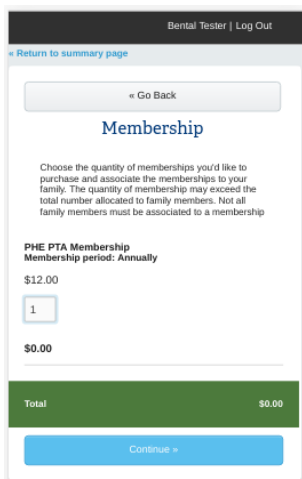 Bental Tester | Log Out
« Return to summary page
« Go Back
Membership
Choose the quantity of memberships you'd like to
purchase and associate the memberships to your
family. The quantity of membership may exceed the
total number allocated to family members. Not all
family members must be associated to a membership
PHE PTA Membership
Membership period: Annually
$12.00
1
$0.00
Total $0.00
Continue »